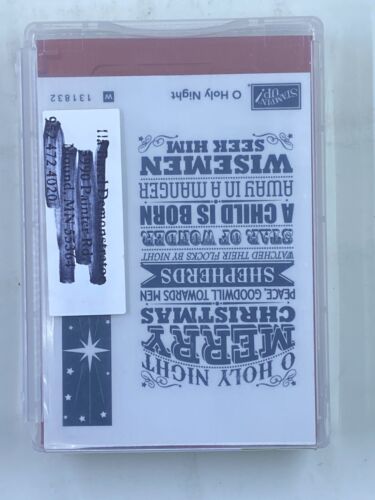 STAMPIN'
UP!
O Holy Night
131832
W
O HOLY NIGHT
MERRY
CHRISTMAS
PEACE, GOODWILL TOWARDS MEN
SHEPHERDS
WATCHED THEIR FLOCKS BY NIGHT
STAR OF WONDER
A CHILD IS BORN
AWAY IN A MANGER
WISEMEN
SEEK HIM
Demonstrator